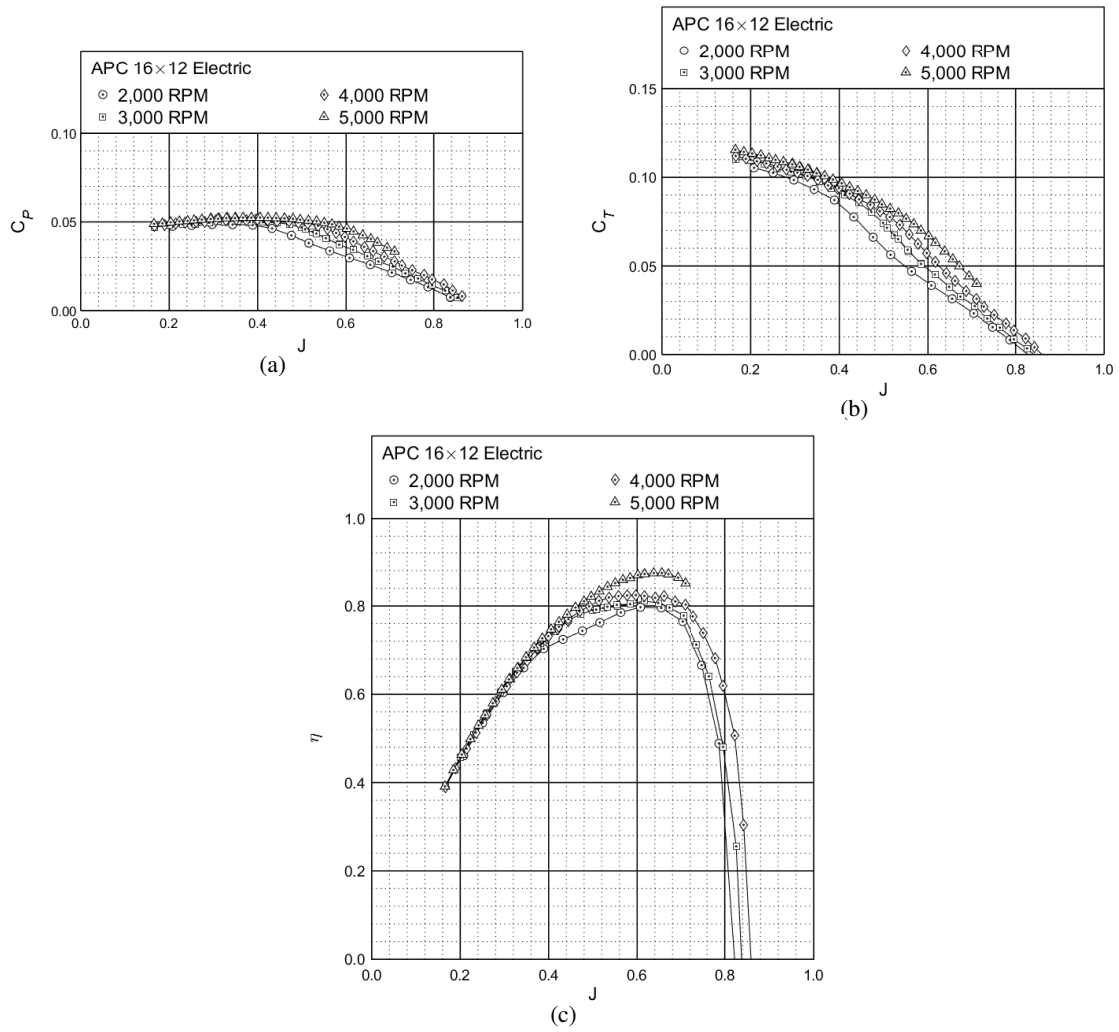 APC 16×12 Electric
2,000 RPM
3,000 RPM
4,000 RPM
5,000 RPM
0.10
0.05
0.00
C_P
0.0 0.2 0.4 0.6 0.8 1.0
J
(a)
APC 16×12 Electric
2,000 RPM
3,000 RPM
4,000 RPM
5,000 RPM
0.15
0.10
0.05
0.00
C_T
0.0 0.2 0.4 0.6 0.8 1.0
J
(b)
APC 16×12 Electric
2,000 RPM
3,000 RPM
4,000 RPM
5,000 RPM
1.0
0.8
0.6
0.4
0.2
0.0
η
0.0 0.2 0.4 0.6 0.8 1.0
J
(c)